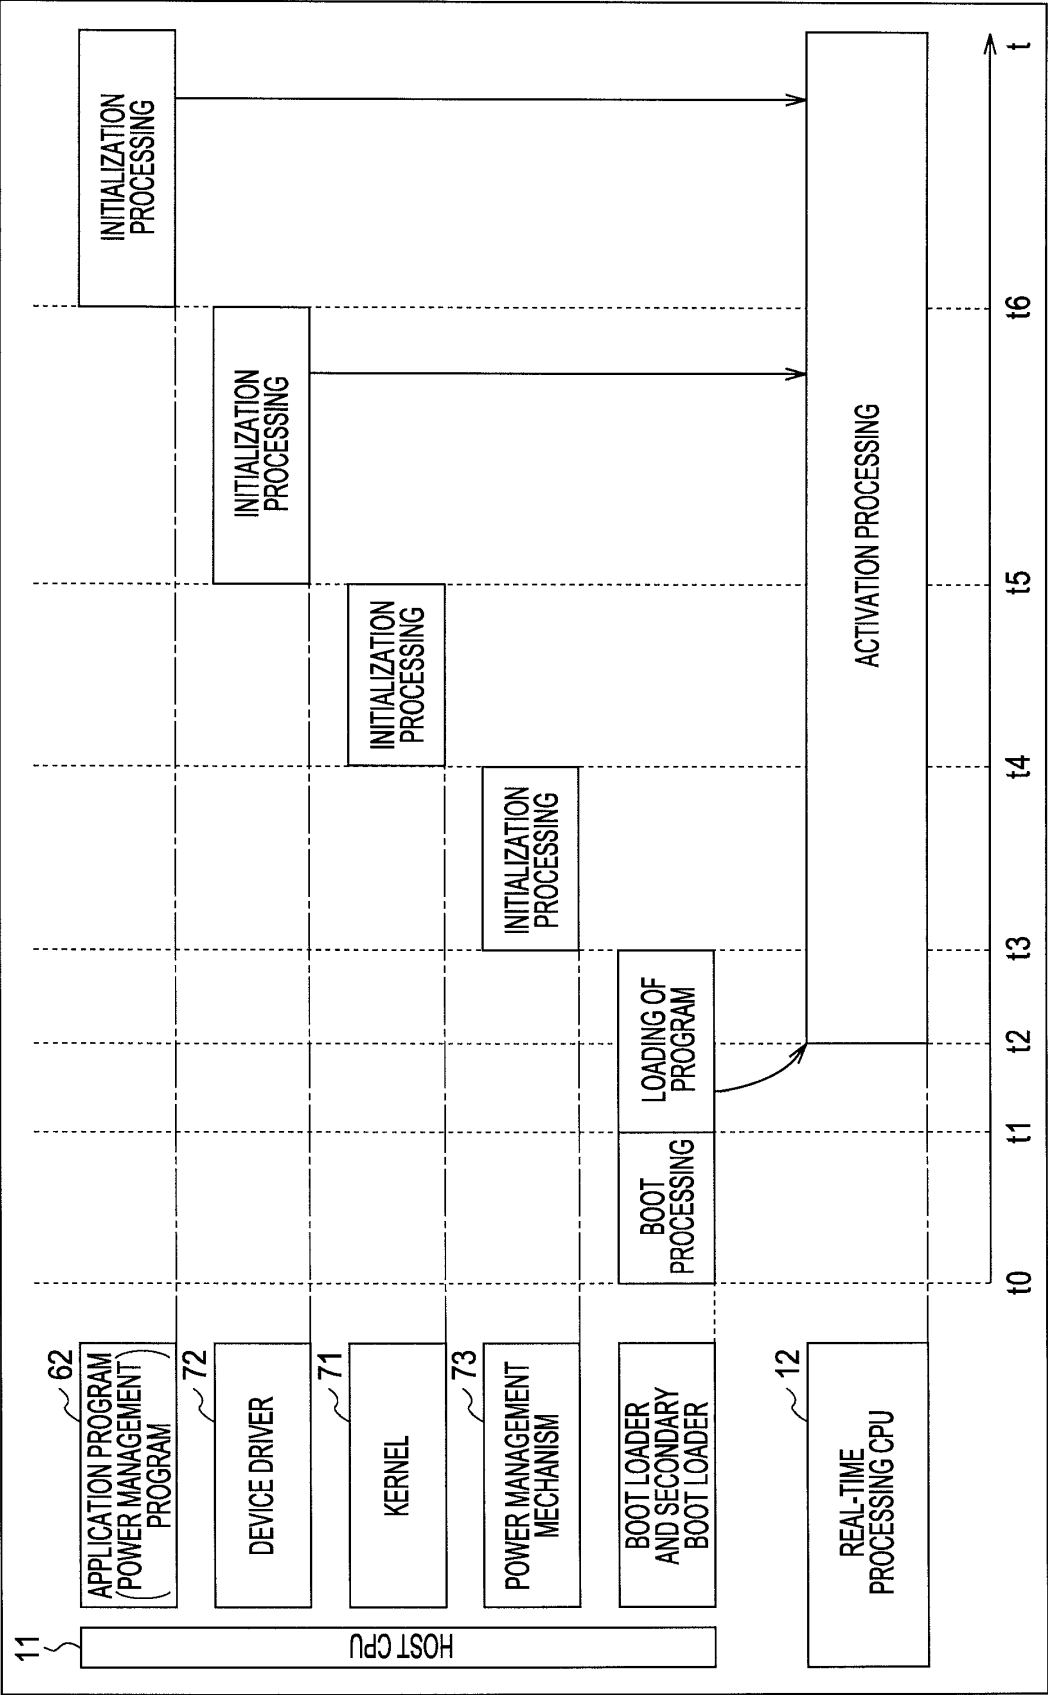 11
HOST CPU
62
APPLICATION PROGRAM
(POWER MANAGEMENT
PROGRAM)
INITIALIZATION
PROCESSING
72
DEVICE DRIVER
INITIALIZATION
PROCESSING
71
KERNEL
INITIALIZATION
PROCESSING
73
POWER MANAGEMENT
MECHANISM
INITIALIZATION
PROCESSING
BOOT LOADER
AND SECONDARY
BOOT LOADER
BOOT
PROCESSING
LOADING OF
PROGRAM
12
REAL-TIME
PROCESSING CPU
ACTIVATION PROCESSING
t0
t1
t2
t3
t4
t5
t6
t